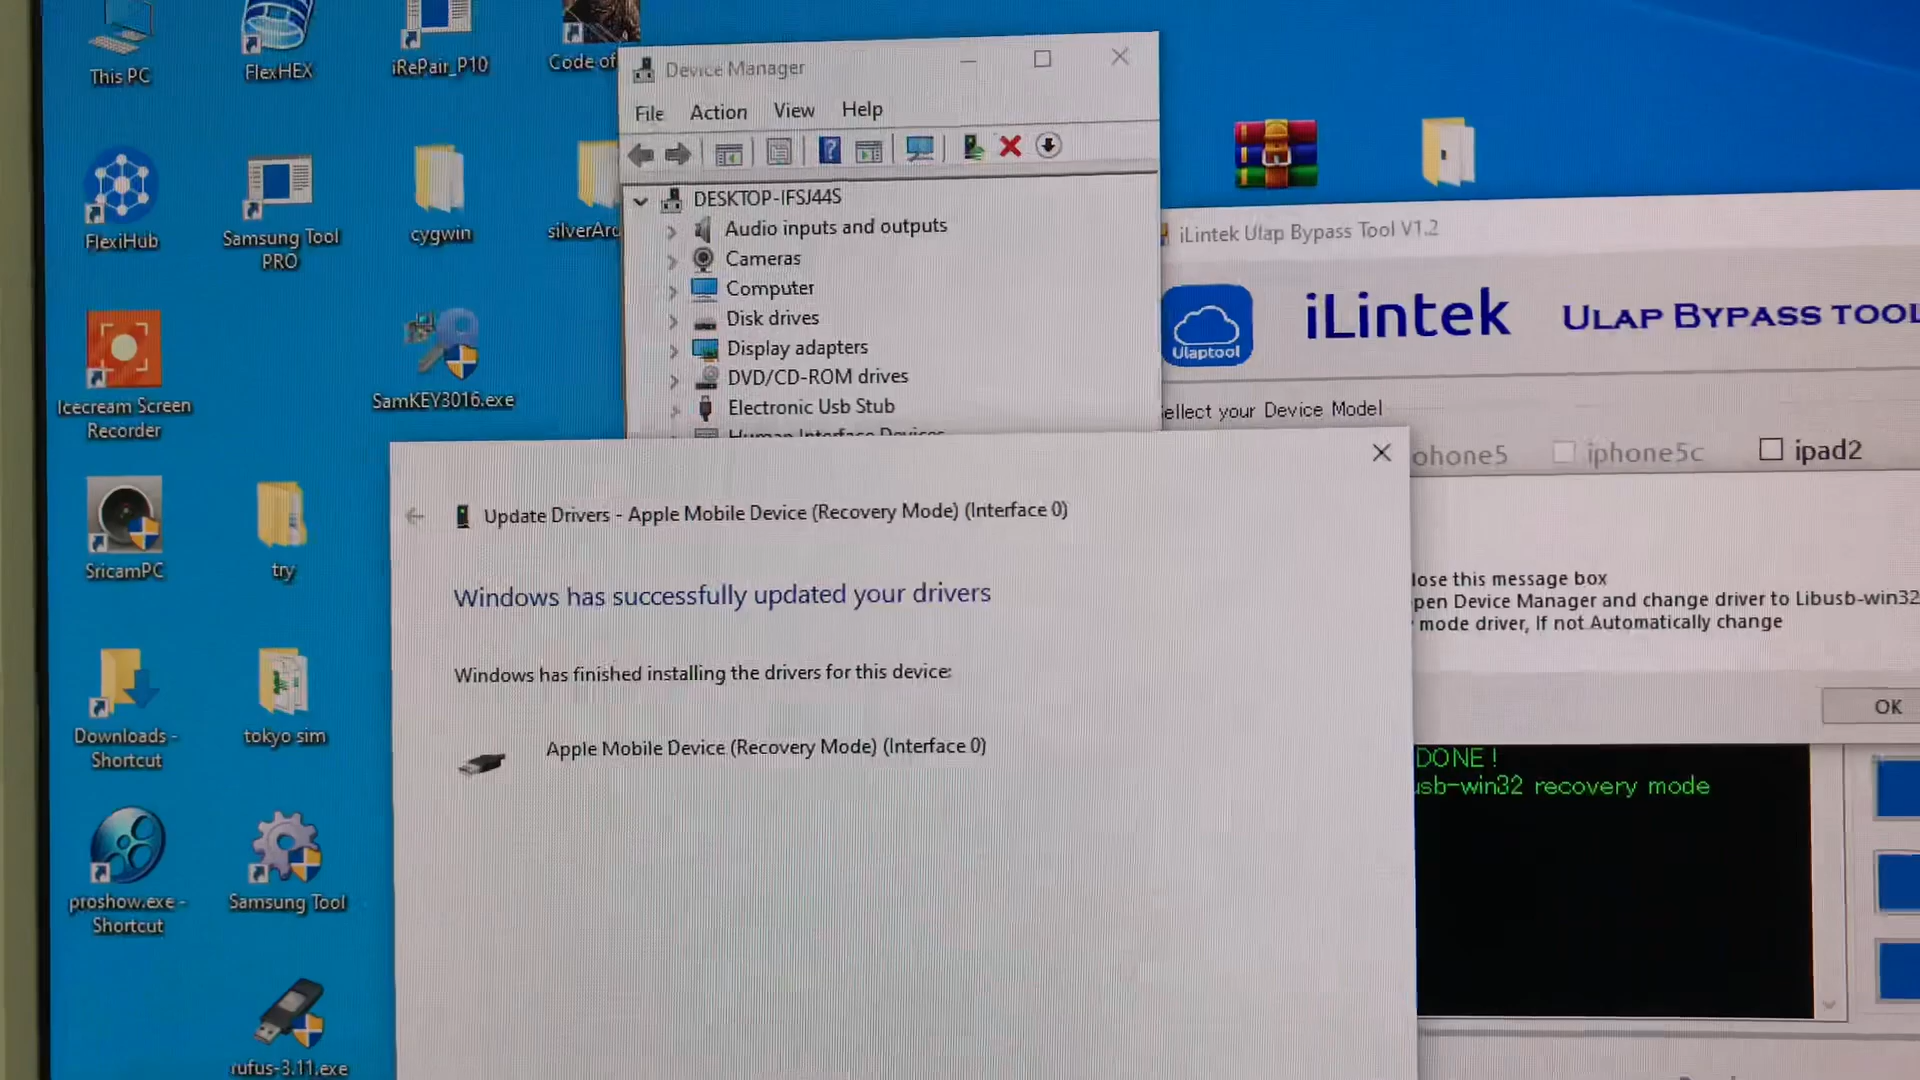 This PC
FlexHEX
iRePair_P10
Code of
FlexiHub
Samsung Tool
PRO
cygwin
silverArd
Icecream Screen
Recorder
SamKEY3016.exe
SricamPC
try
Downloads -
Shortcut
tokyo sim
proshow.exe -
Shortcut
Samsung Tool
rufus-3.11.exe
Device Manager
File Action View Help
DESKTOP-IFSJ44S
Audio inputs and outputs
Cameras
Computer
Disk drives
Display adapters
DVD/CD-ROM drives
Electronic Usb Stub
Human Interface Devices
Update Drivers - Apple Mobile Device (Recovery Mode) (Interface 0)
Windows has successfully updated your drivers
Windows has finished installing the drivers for this device:
Apple Mobile Device (Recovery Mode) (Interface 0)
iLintek Ulap Bypass Tool V1.2
Ulaptool
iLintek ULAP BYPASS TOOL
ellect your Device Model
phone5 iphone5c ipad2
lose this message box
pen Device Manager and change driver to Libusb-win32
mode driver, If not Automatically change
OK
DONE !
usb-win32 recovery mode